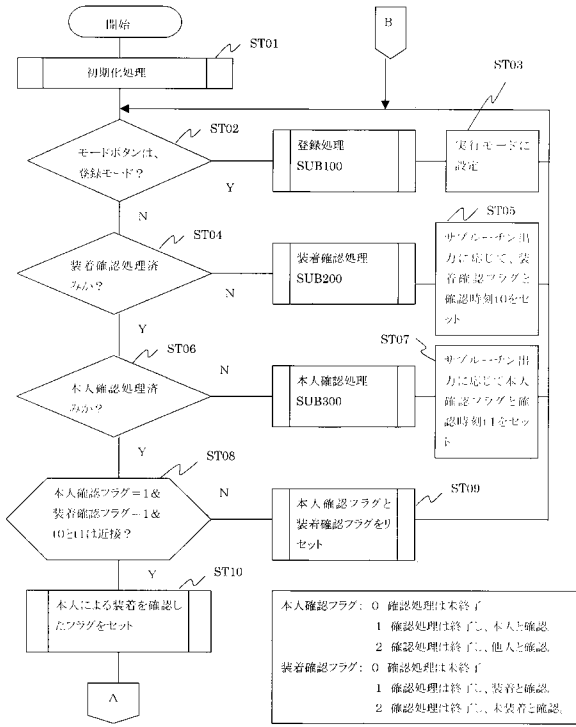 開始
B
ST01
初期化処理
ST03
ST02
モードボタンは、
登録モード？
Y
登録処理
SUB100
実行モードに
設定
N
ST04
ST05
装着確認処理済
みか？
N
装着確認処理
SUB200
サブルーチン出
力に応じて、装
着確認フラグと
確認時刻t0をセ
ット
Y
ST06
ST07
本人確認処理済
みか？
N
本人確認処理
SUB300
サブルーチン出
力に応じて本人
確認フラグと確
認時刻t1をセッ
ト
Y
ST08
本人確認フラグ＝1&
装着確認フラグ＝1&
t0とt1は近接？
N
ST09
本人確認フラグと
装着確認フラグをリ
セット
Y
ST10
本人による装着を確認し
たフラグをセット
A
本人確認フラグ： 0 確認処理は未終了
1 確認処理は終了し、本人と確認。
2 確認処理は終了し、他人と確認。
装着確認フラグ： 0 確認処理は未終了
1 確認処理は終了し、装着と確認。
2 確認処理は終了し、未装着と確認。